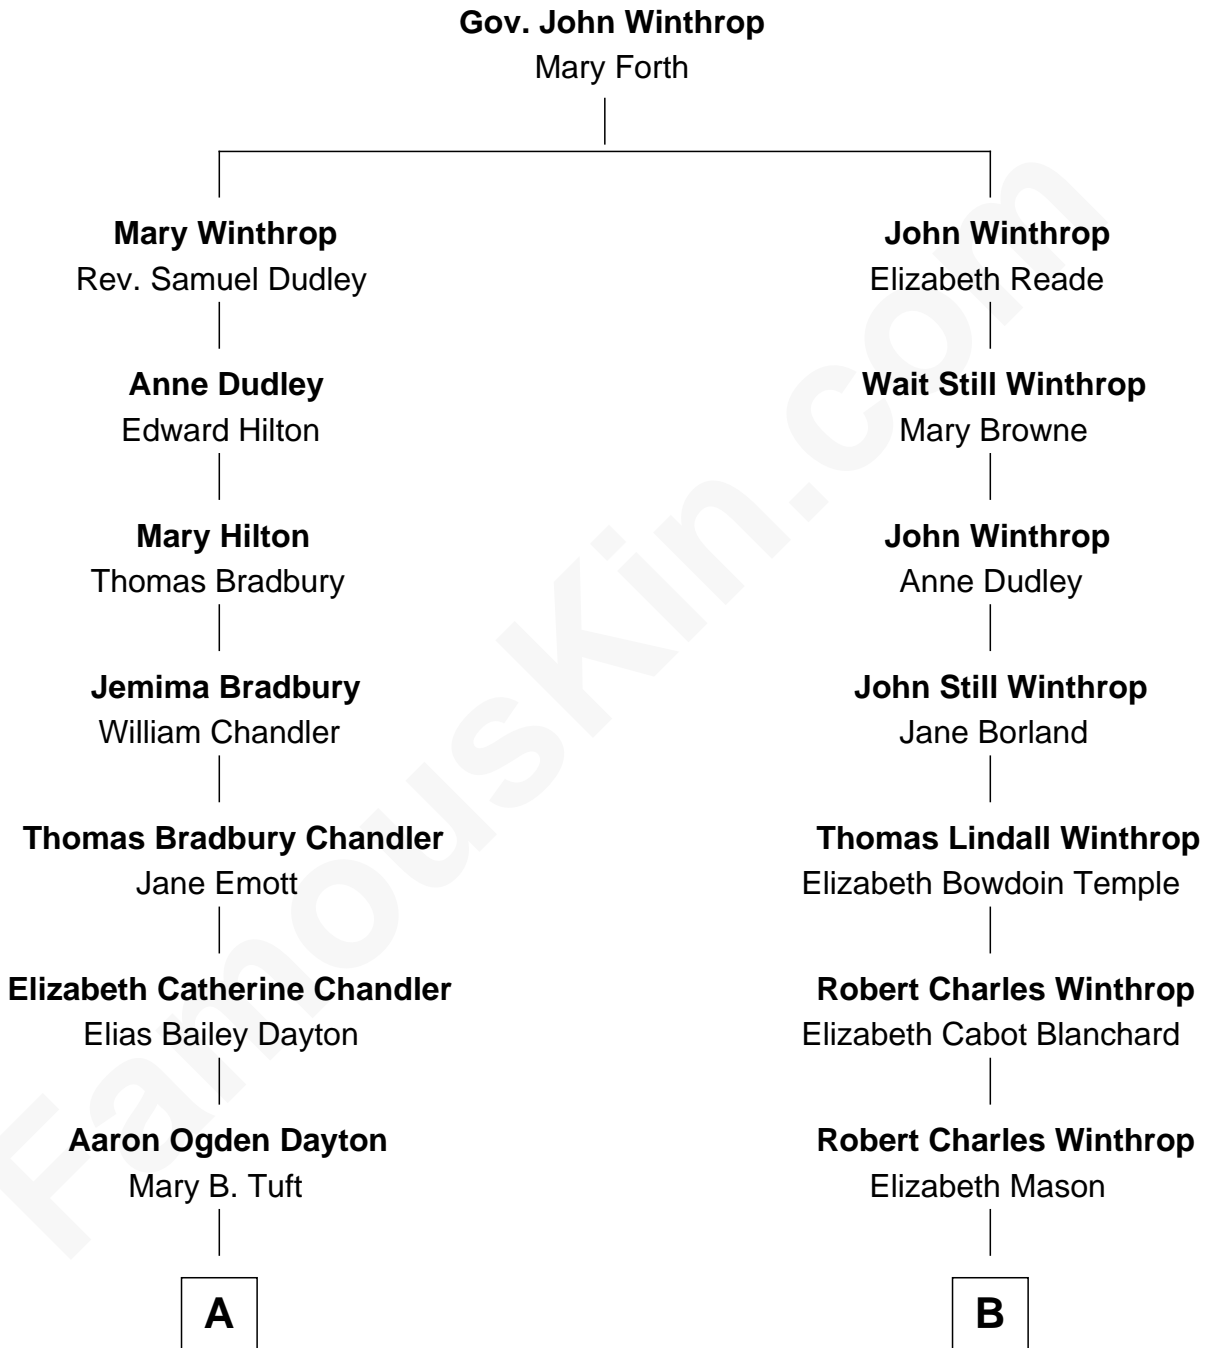 Gov. John Winthrop
Mary Forth
Mary Winthrop
Rev. Samuel Dudley
John Winthrop
Elizabeth Reade
Anne Dudley
Edward Hilton
Wait Still Winthrop
Mary Browne
Mary Hilton
Thomas Bradbury
John Winthrop
Anne Dudley
Jemima Bradbury
William Chandler
John Still Winthrop
Jane Borland
Thomas Bradbury Chandler
Jane Emott
Thomas Lindall Winthrop
Elizabeth Bowdoin Temple
Elizabeth Catherine Chandler
Elias Bailey Dayton
Robert Charles Winthrop
Elizabeth Cabot Blanchard
Aaron Ogden Dayton
Mary B. Tuft
Robert Charles Winthrop
Elizabeth Mason
A
B
FamousKin.com